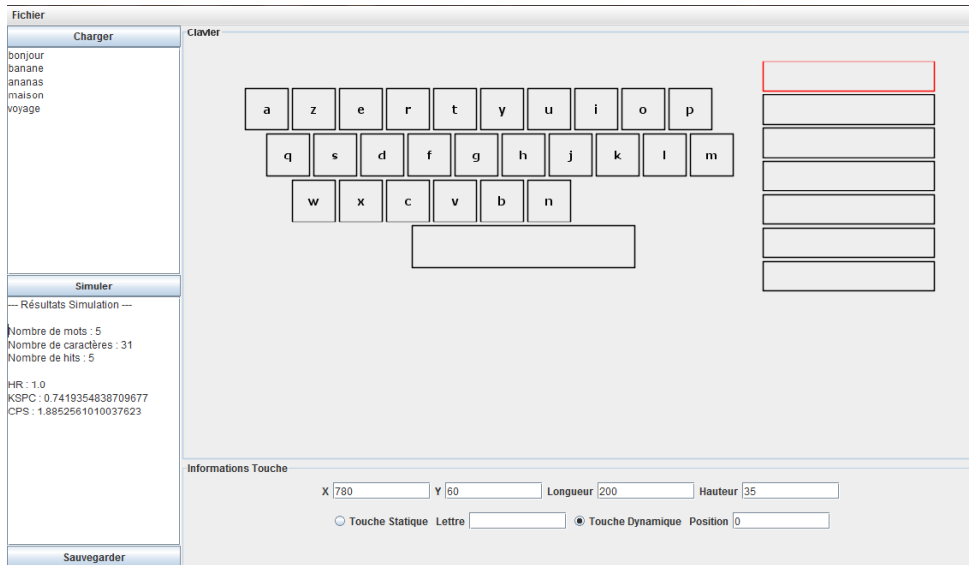 Fichier
Charger
bonjour
banane
ananas
maison
voyage
Simuler
--- Résultats Simulation ---
Nombre de mots : 5
Nombre de caractères : 31
Nombre de hits : 5
HR : 1.0
KSPC : 0.7419354838709677
CPS : 1.8852561010037623
Sauvegarder
Clavier
a z e r t y u i o p
q s d f g h j k l m
w x c v b n
Informations Touche
X 780 Y 60 Longueur 200 Hauteur 35
Touche Statique Lettre Touche Dynamique Position 0